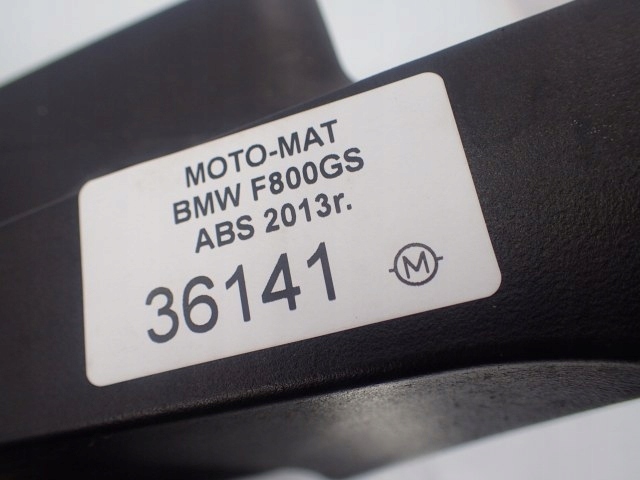 MOTO-MAT
BMW F800GS
ABS 2013r.
36141
M